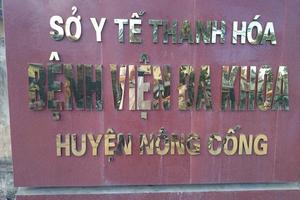 SỞ Y TẾ THANH HÓA
BỆNH VIỆN ĐA KHOA
HUYỆN NÔNG CỐNG